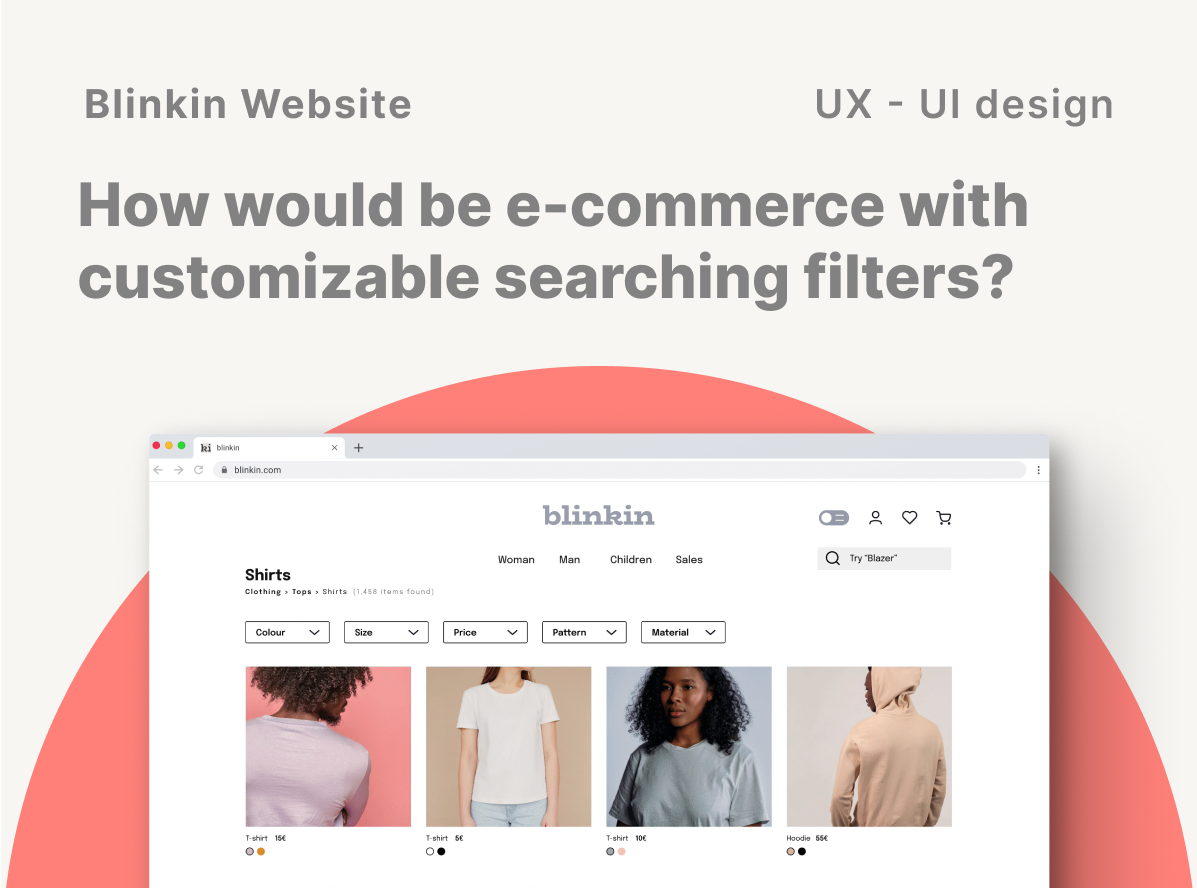 Blinkin Website
UX - UI design
How would be e-commerce with
customizable searching filters?
ki blinkin
blinkin.com
blinkin
Woman Man Children Sales
Try "Blazer"
Shirts
Clothing > Tops > Shirts (1,458 items found)
Colour Size Price Pattern Material
T-shirt 15€
T-shirt 5€
T-shirt 10€
Hoodie 55€